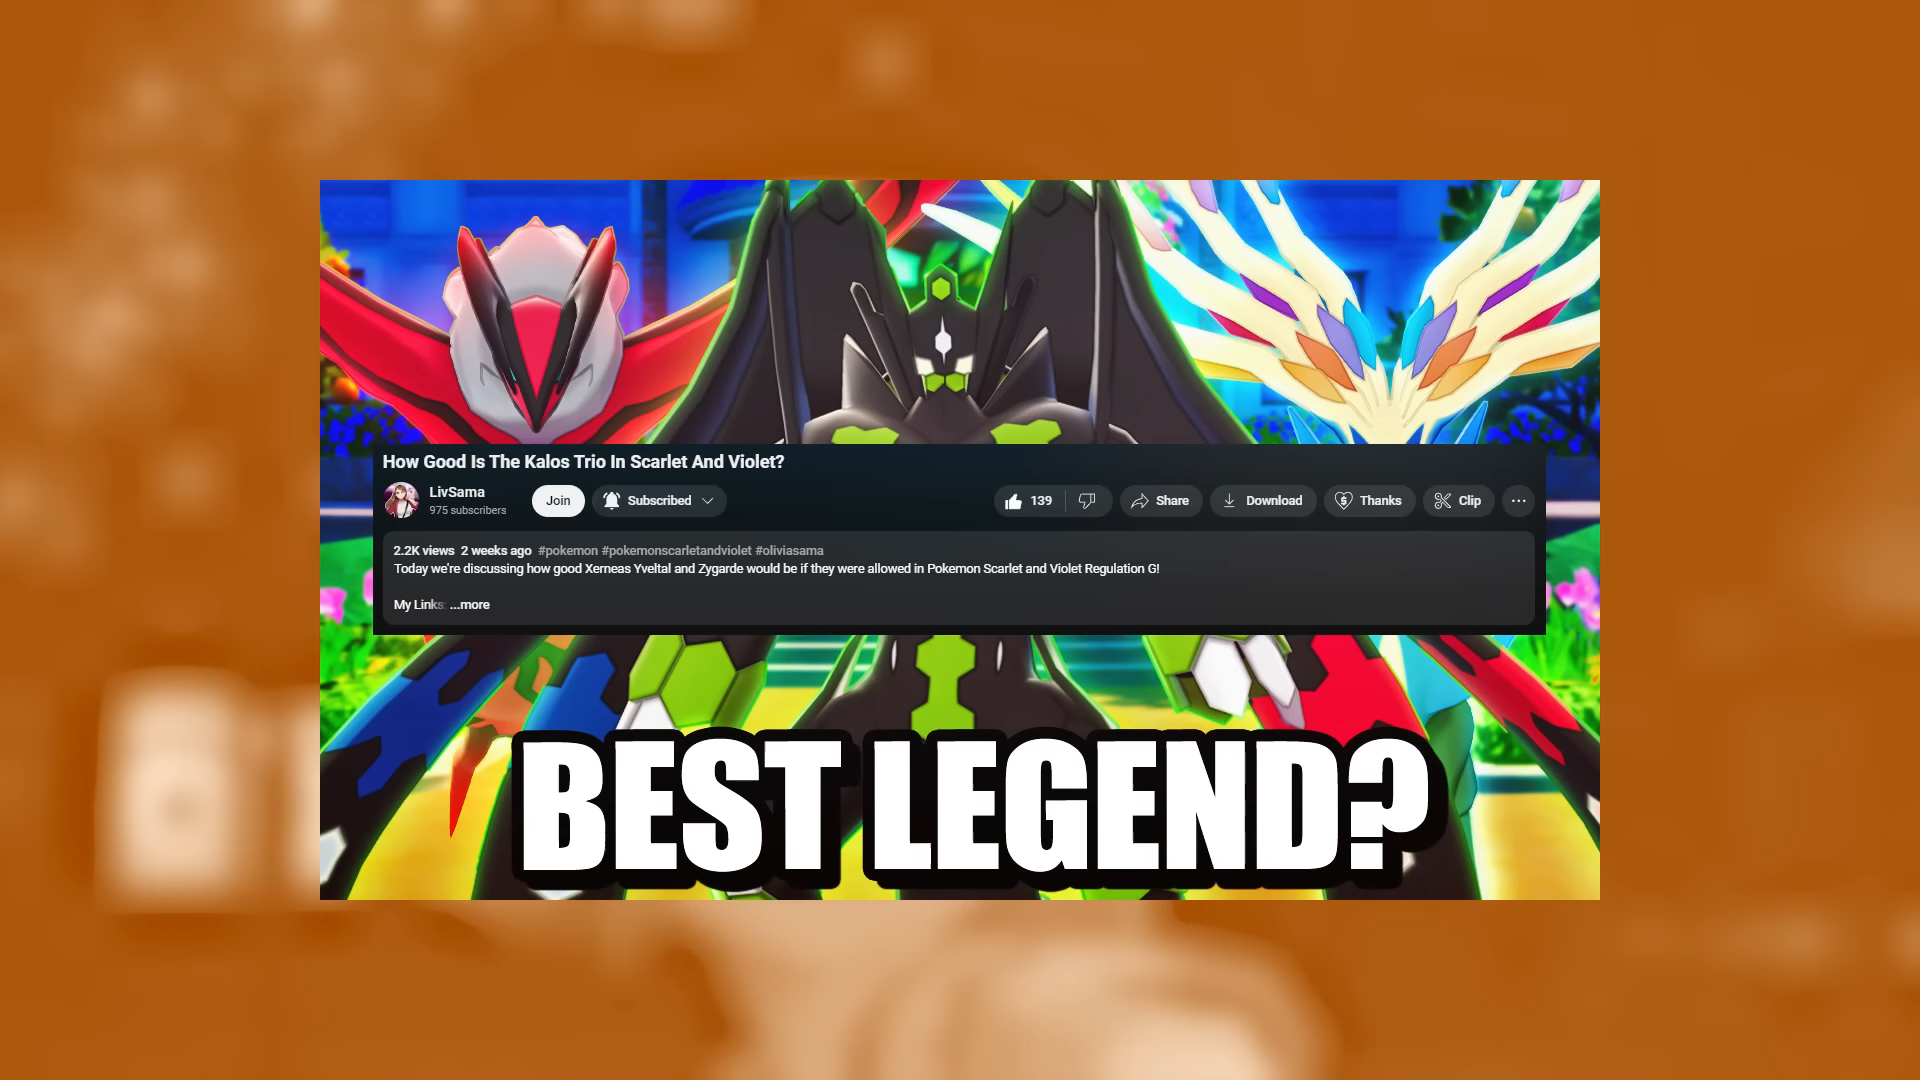 How Good Is The Kalos Trio In Scarlet And Violet?
LivSama
975 subscribers
Join
Subscribed
139
Share
Download
Thanks
Clip
2.2K views 2 weeks ago #pokemon #pokemonscarletandviolet #oliviasama
Today we're discussing how good Xerneas Yveltal and Zygarde would be if they were allowed in Pokemon Scarlet and Violet Regulation G!
My Links: ...more
BEST LEGEND?